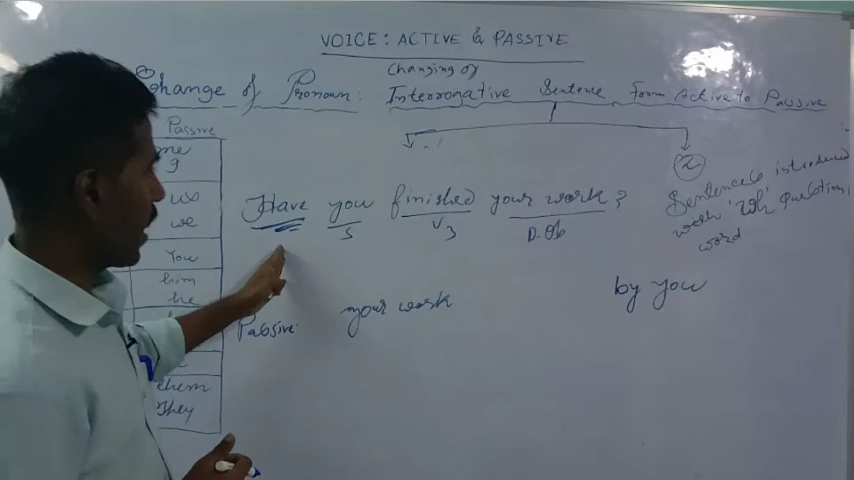 VOICE: ACTIVE & PASSIVE
Changing of
Change of Pronoun:
Interrogative Sentence From Active to Passive
Passive
me
us
we
You
him
he
them
They
2
Sentences introduced
with 'Wh' question
word.
Have you finished your work?
S
V3
D.Ob
your work
by you
Passive: